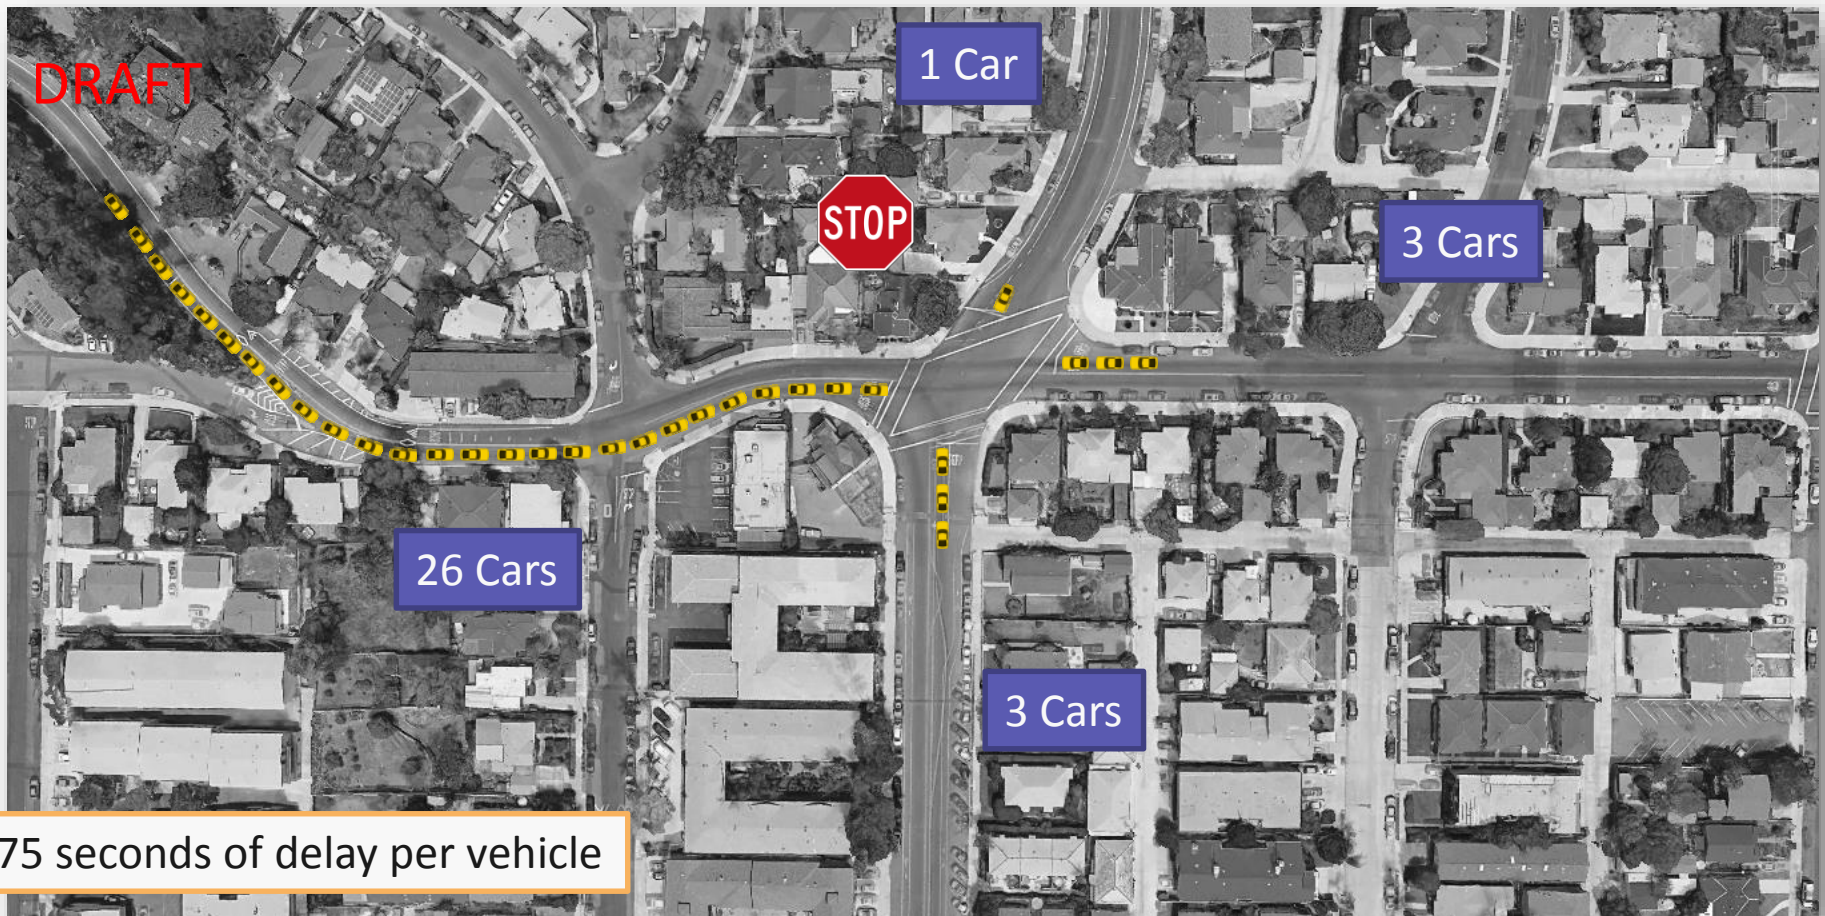 DRAFT
1 Car
STOP
3 Cars
26 Cars
3 Cars
75 seconds of delay per vehicle